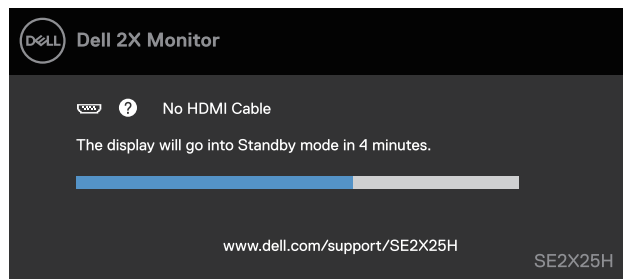 DELL
Dell 2X Monitor
? No HDMI Cable
The display will go into Standby mode in 4 minutes.
www.dell.com/support/SE2X25H
SE2X25H